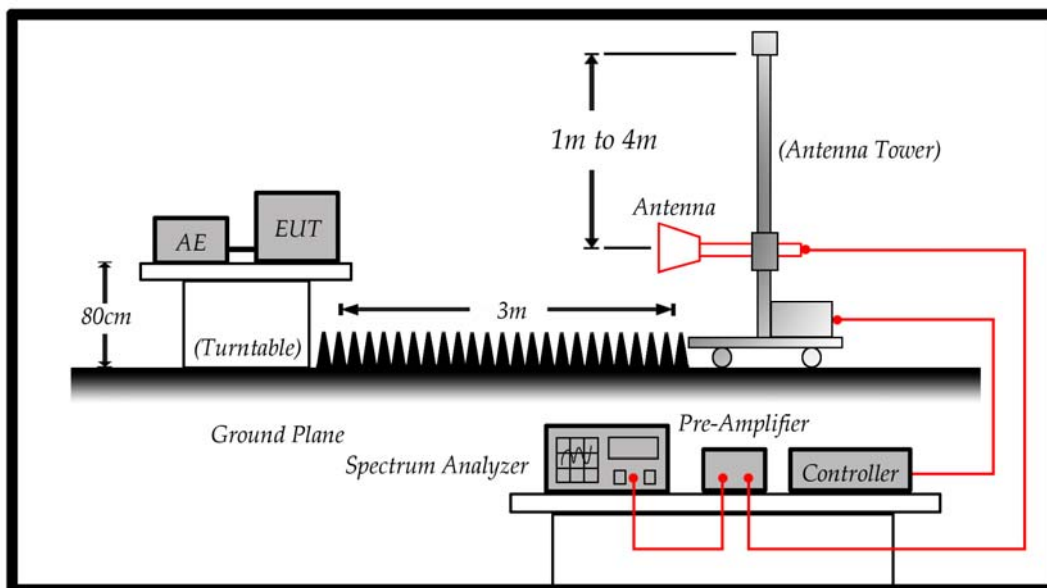 1m to 4m
(Antenna Tower)
Antenna
AE
EUT
80cm
3m
(Turntable)
Ground Plane
Pre-Amplifier
Spectrum Analyzer
Controller